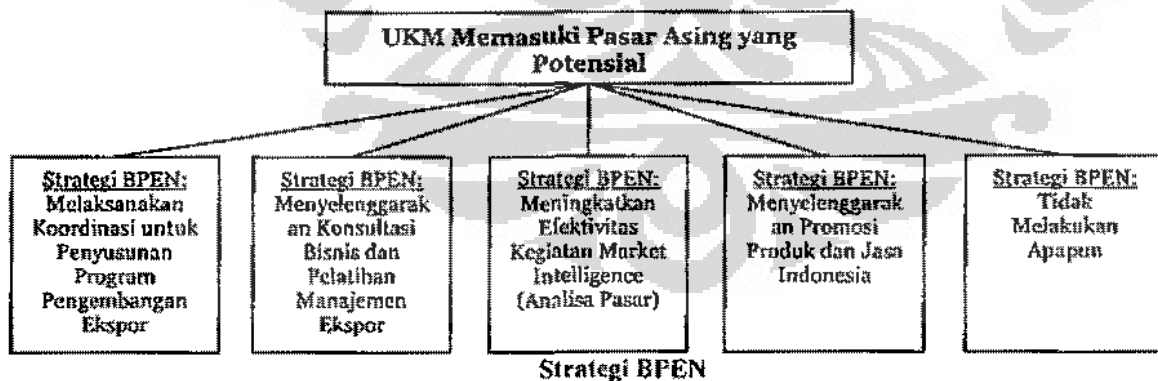 UKM Memasuki Pasar Asing yang
Potensial
Strategi BPEN:
Melaksanakan
Koordinasi untuk
Penyusunan
Program
Pengembangan
Ekspor
Strategi BPEN:
Menyelenggarak
an Konsultasi
Bisnis dan
Pelatihan
Manajemen
Ekspor
Strategi BPEN:
Meningkatkan
Efektivitas
Kegiatan Market
Intelligence
(Analisa Pasar)
Strategi BPEN:
Menyelenggarak
an Promosi
Produk dan Jasa
Indonesia
Strategi BPEN:
Tidak
Melakukan
Apapun
Strategi BPEN